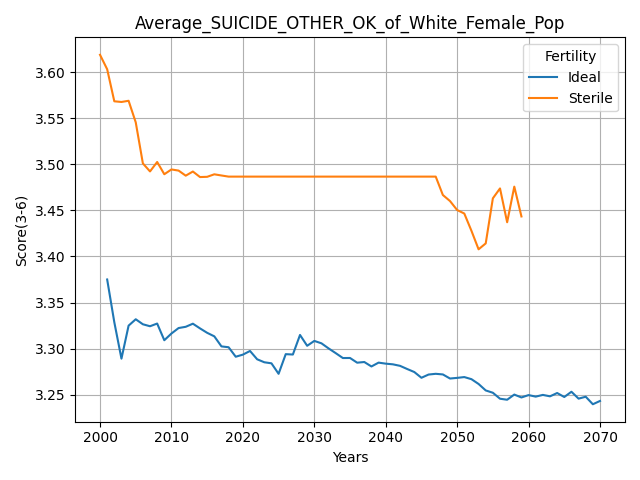 Average_SUICIDE_OTHER_OK_of_White_Female_Pop
Fertility
Ideal
Sterile
Score(3-6)
3.60
3.55
3.50
3.45
3.40
3.35
3.30
3.25
2000 2010 2020 2030 2040 2050 2060 2070
Years